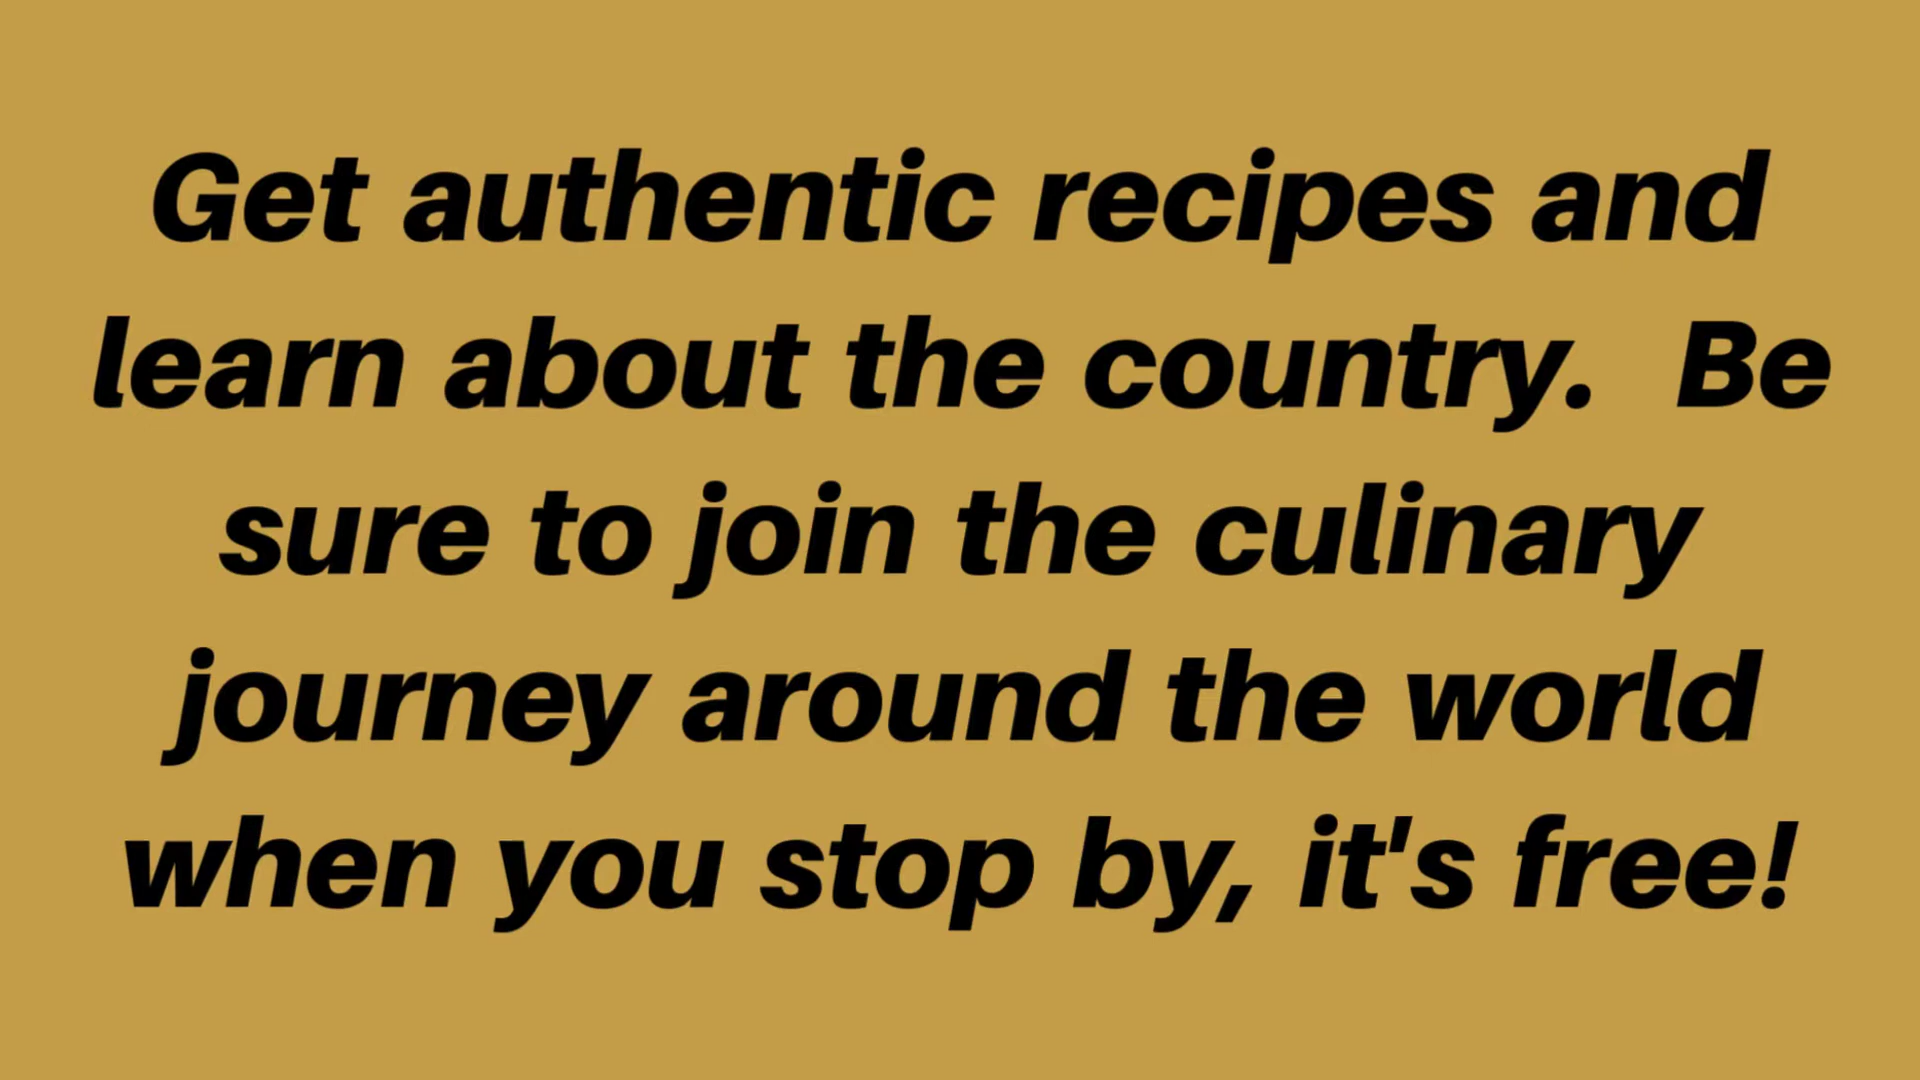 Get authentic recipes and
learn about the country.  Be
sure to join the culinary
journey around the world
when you stop by, it's free!